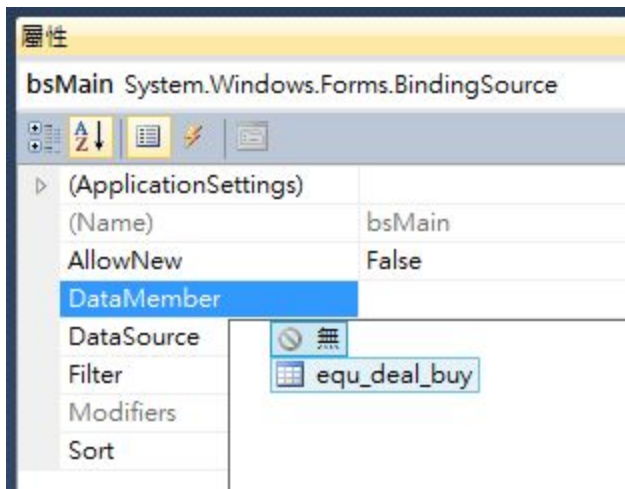 屬性
bsMain System.Windows.Forms.BindingSource
(ApplicationSettings)
(Name) bsMain
AllowNew False
DataMember
DataSource 無
Filter equ_deal_buy
Modifiers
Sort